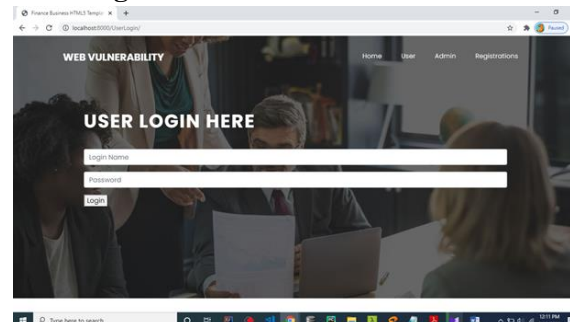 Finance Business HTML5 Templ
localhost:8000/UserLogin/
Paused
WEB VULNERABILITY
Home User Admin Registrations
USER LOGIN HERE
Login Name
Password
Login
Type here to search
12:11 PM